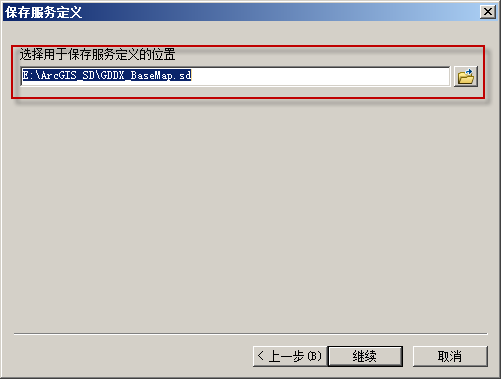 保存服务定义
选择用于保存服务定义的位置
E:\ArcGIS_SD\GDDX_BaseMap.sd
< 上一步(B) 继续 取消